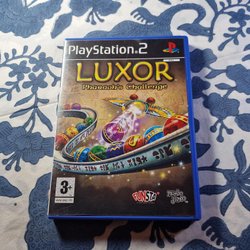 PlayStation 2
LUXOR
Pharaoh's Challenge
3+